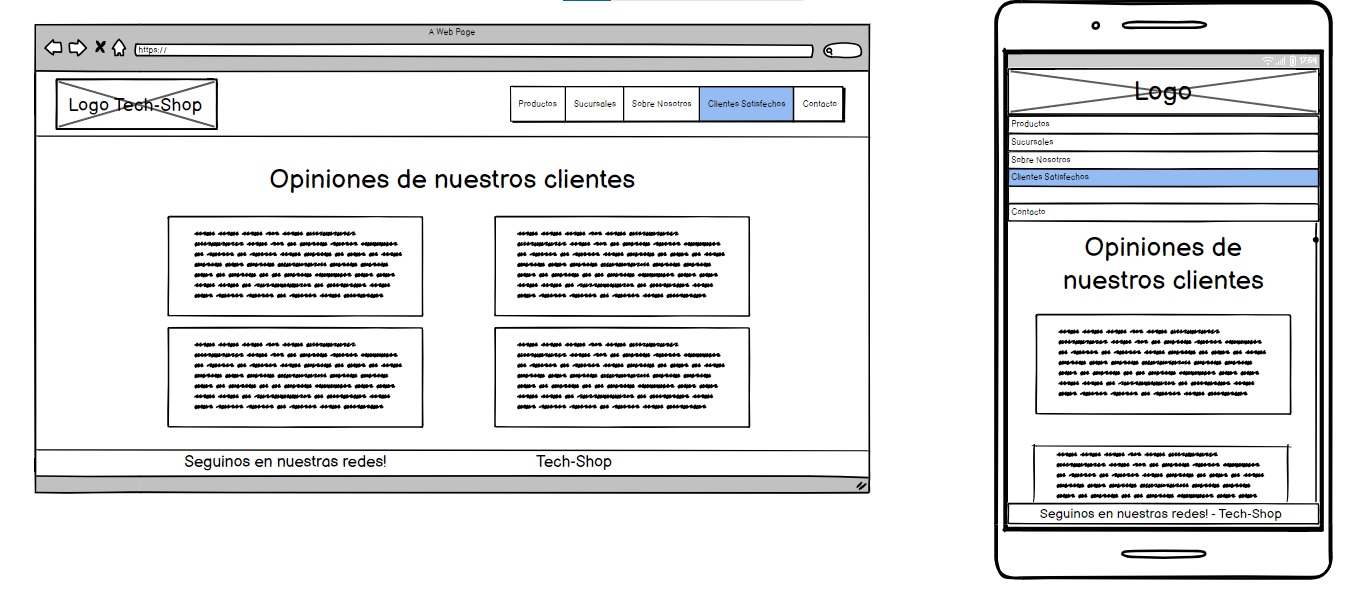 A Web Page
https://
Logo Tech-Shop
Productos
Sucursales
Sobre Nosotros
Clientes Satisfechos
Contacto
Opiniones de nuestros clientes
Seguinos en nuestras redes!
Tech-Shop
17:54
Logo
Productos
Sucursales
Sobre Nosotros
Clientes Satisfechos
Contacto
Opiniones de
nuestros clientes
Seguinos en nuestras redes! - Tech-Shop